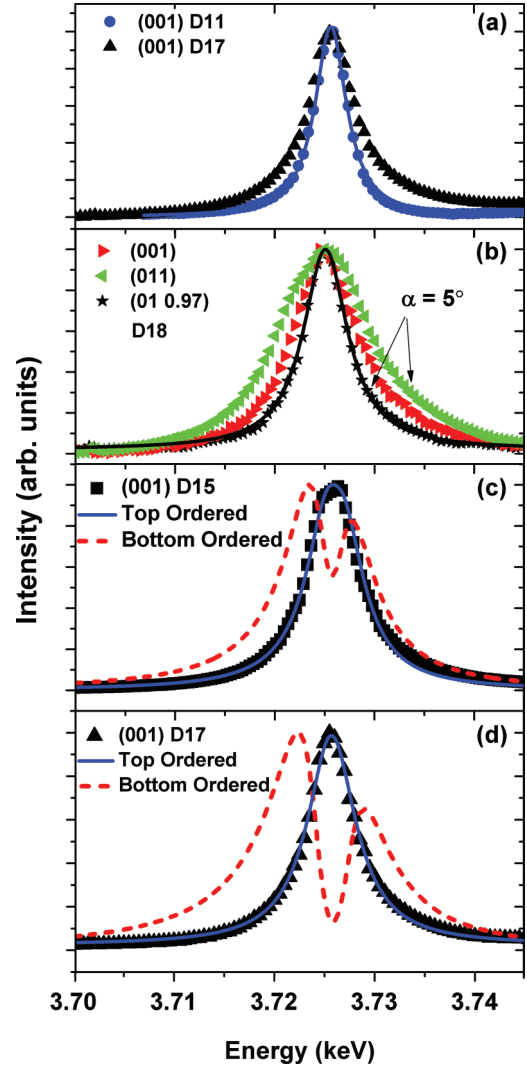 (a)
(001) D11
(001) D17
(b)
(001)
(011)
(01 0.97)
D18
α = 5°
(c)
(001) D15
Top Ordered
Bottom Ordered
(d)
(001) D17
Top Ordered
Bottom Ordered
Intensity (arb. units)
3.70 3.71 3.72 3.73 3.74
Energy (keV)